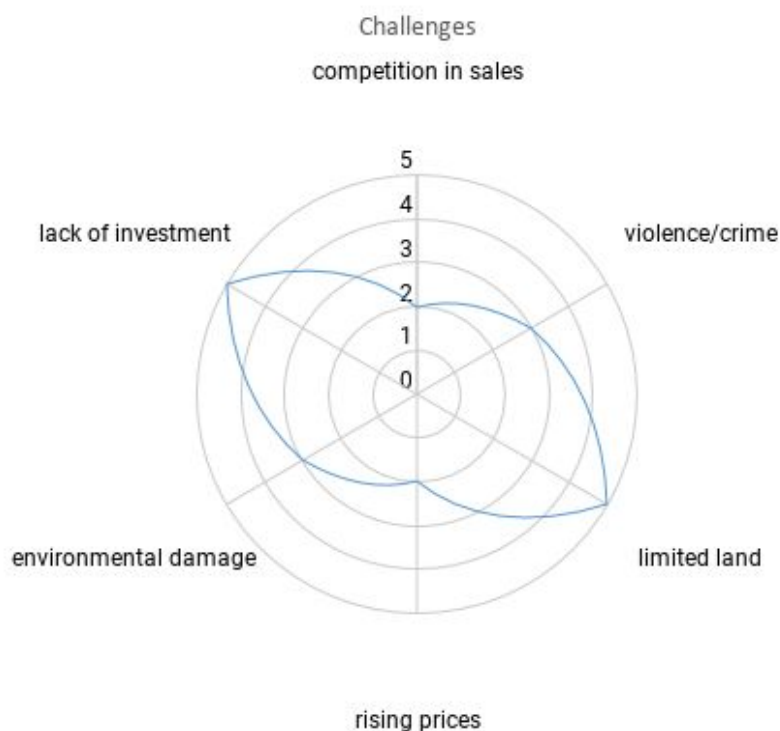 Challenges
competition in sales
5
4
3
2
1
0
lack of investment
violence/crime
environmental damage
limited land
rising prices